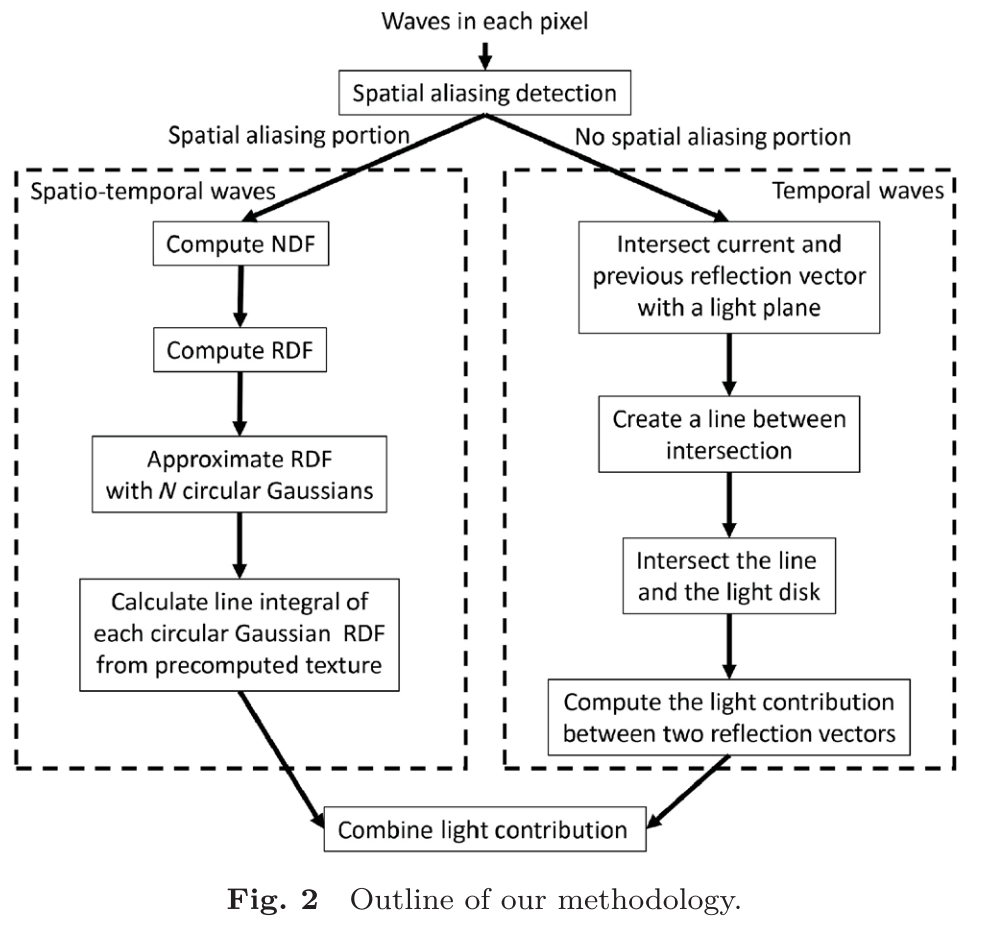 Waves in each pixel
Spatial aliasing detection
Spatial aliasing portion
No spatial aliasing portion
Spatio-temporal waves
Compute NDF
Compute RDF
Approximate RDF
with N circular Gaussians
Calculate line integral of
each circular Gaussian RDF
from precomputed texture
Temporal waves
Intersect current and
previous reflection vector
with a light plane
Create a line between
intersection
Intersect the line
and the light disk
Compute the light contribution
between two reflection vectors
Combine light contribution
Fig. 2 Outline of our methodology.